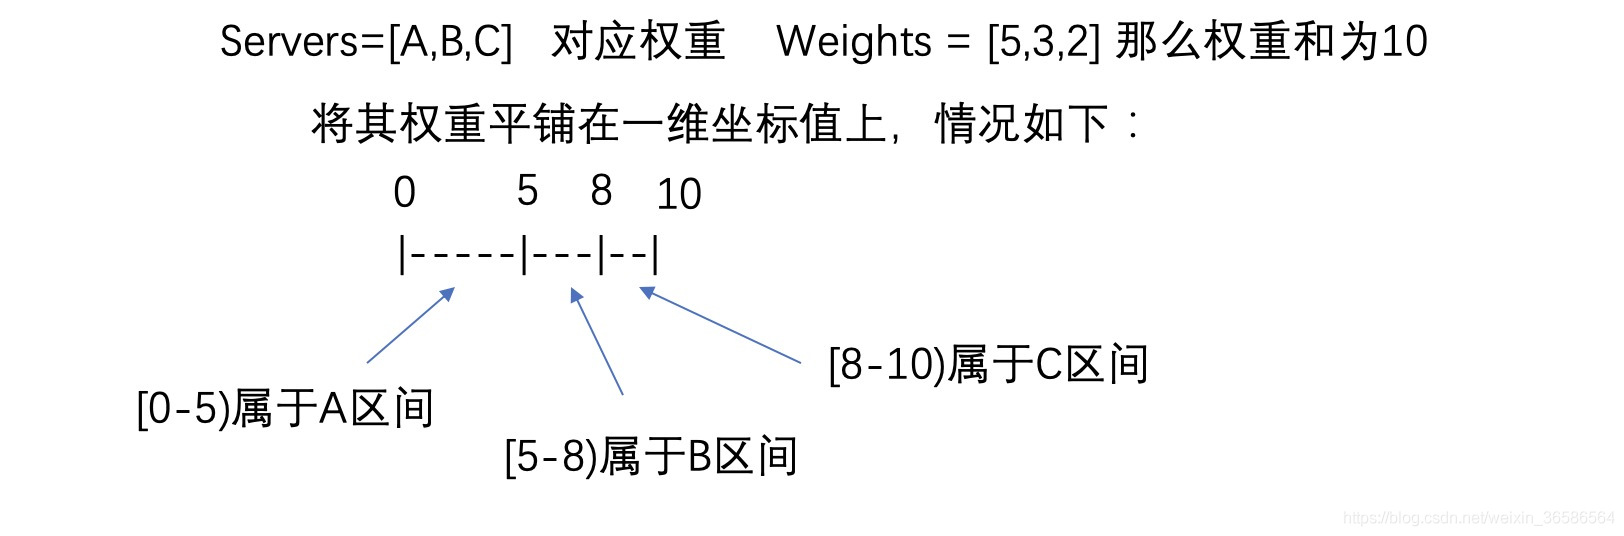 Servers=[A,B,C] 对应权重 Weights = [5,3,2] 那么权重和为10
将其权重平铺在一维坐标值上，情况如下：
0 5 8 10
|-----|---|--|
[8-10)属于C区间
[0-5)属于A区间
[5-8)属于B区间
https://blog.csdn.net/weixin_36586564